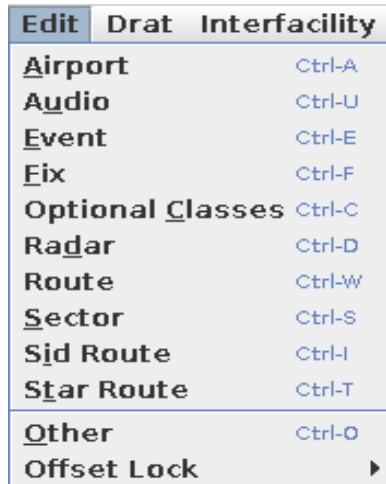 Edit Drat Interfacility
Airport Ctrl-A
Audio Ctrl-U
Event Ctrl-E
Fix Ctrl-F
Optional Classes Ctrl-C
Radar Ctrl-D
Route Ctrl-W
Sector Ctrl-S
Sid Route Ctrl-I
Star Route Ctrl-T
Other Ctrl-O
Offset Lock